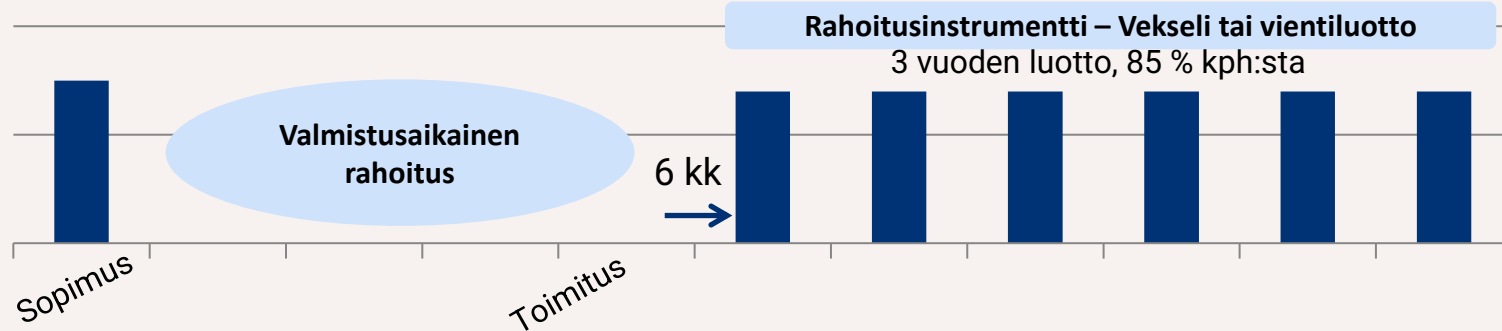 Rahoitusinstrumentti – Vekseli tai vientiluotto
3 vuoden luotto, 85 % kph:sta
Valmistusaikainen
rahoitus
6 kk
Sopimus
Toimitus